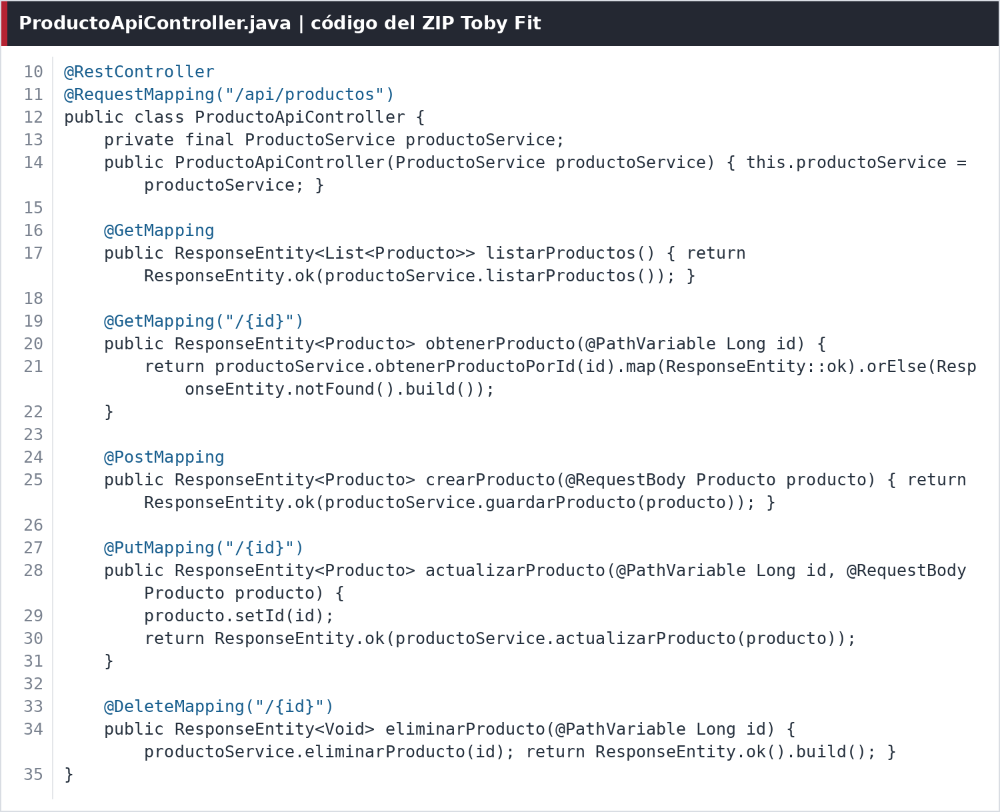 ProductoApiController.java | código del ZIP Toby Fit
10 @RestController
11 @RequestMapping("/api/productos")
12 public class ProductoApiController {
13     private final ProductoService productoService;
14     public ProductoApiController(ProductoService productoService) { this.productoService =
        productoService; }
15
16     @GetMapping
17     public ResponseEntity<List<Producto>> listarProductos() { return
        ResponseEntity.ok(productoService.listarProductos()); }
18
19     @GetMapping("/{id}")
20     public ResponseEntity<Producto> obtenerProducto(@PathVariable Long id) {
21         return productoService.obtenerProductoPorId(id).map(ResponseEntity::ok).orElse(Resp
            onseEntity.notFound().build());
22     }
23
24     @PostMapping
25     public ResponseEntity<Producto> crearProducto(@RequestBody Producto producto) { return
        ResponseEntity.ok(productoService.guardarProducto(producto)); }
26
27     @PutMapping("/{id}")
28     public ResponseEntity<Producto> actualizarProducto(@PathVariable Long id, @RequestBody
        Producto producto) {
29         producto.setId(id);
30         return ResponseEntity.ok(productoService.actualizarProducto(producto));
31     }
32
33     @DeleteMapping("/{id}")
34     public ResponseEntity<Void> eliminarProducto(@PathVariable Long id) {
        productoService.eliminarProducto(id); return ResponseEntity.ok().build(); }
35 }